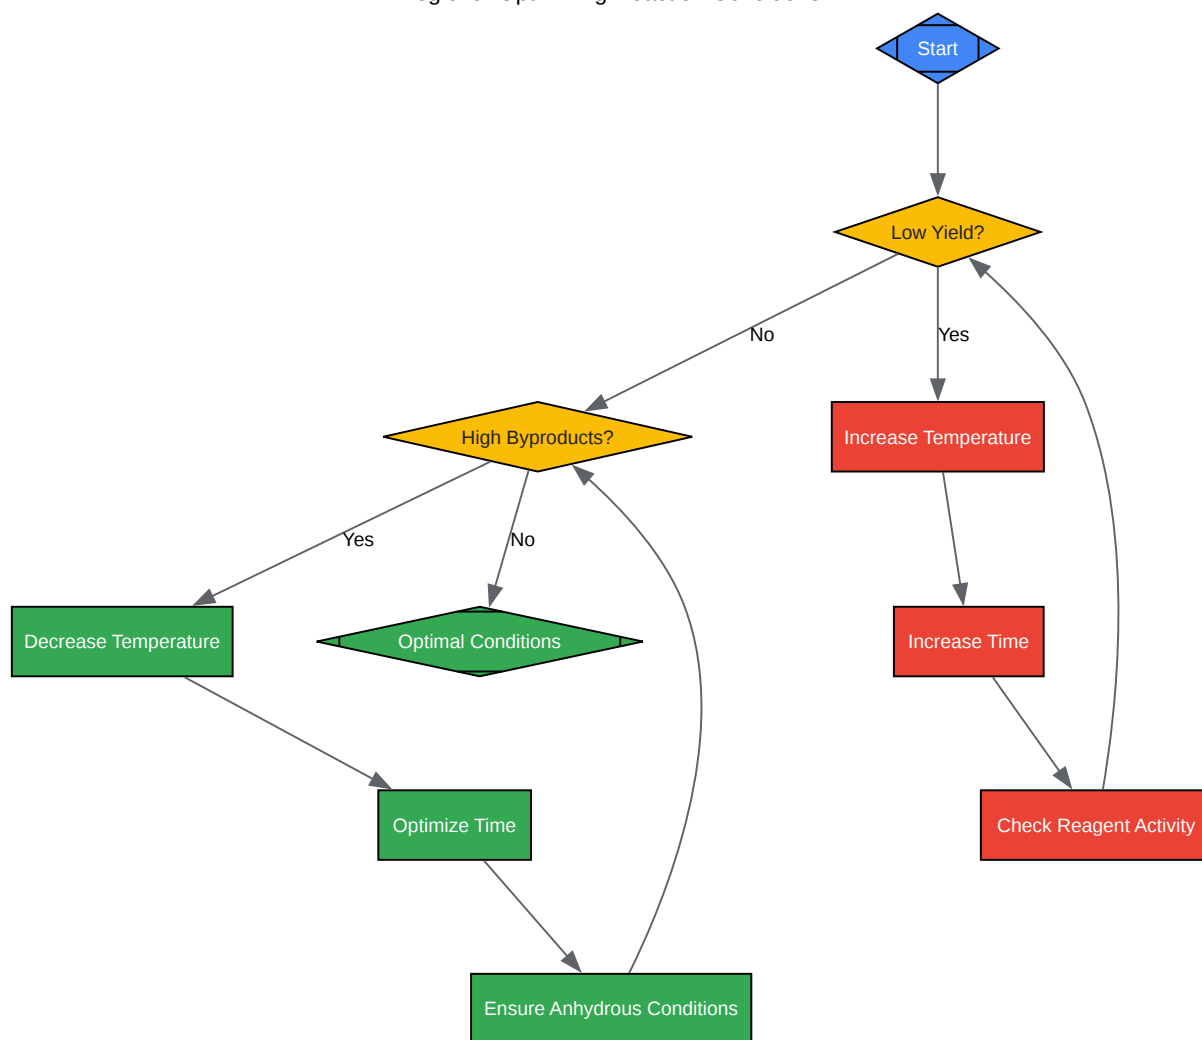 Start
Low Yield?
No
Yes
High Byproducts?
Increase Temperature
Yes
No
Decrease Temperature
Optimal Conditions
Increase Time
Optimize Time
Check Reagent Activity
Ensure Anhydrous Conditions